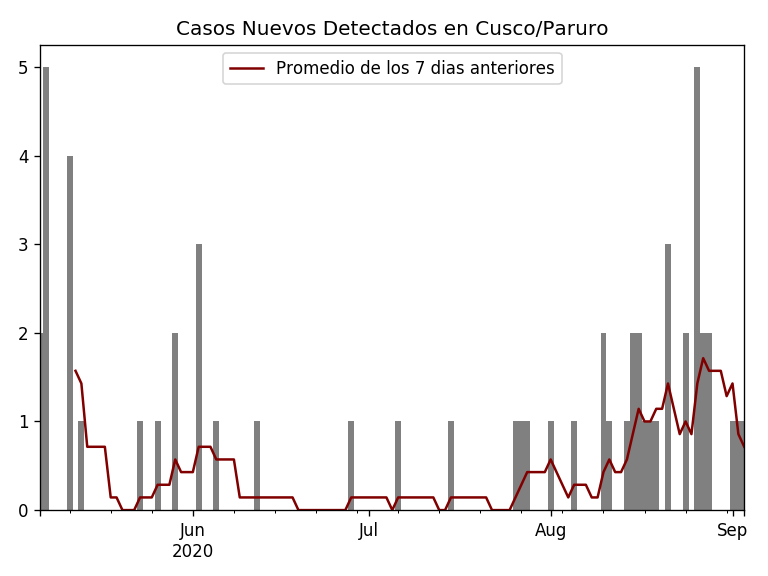 Casos Nuevos Detectados en Cusco/Paruro
Promedio de los 7 dias anteriores
5
4
3
2
1
0
Jun
2020
Jul
Aug
Sep